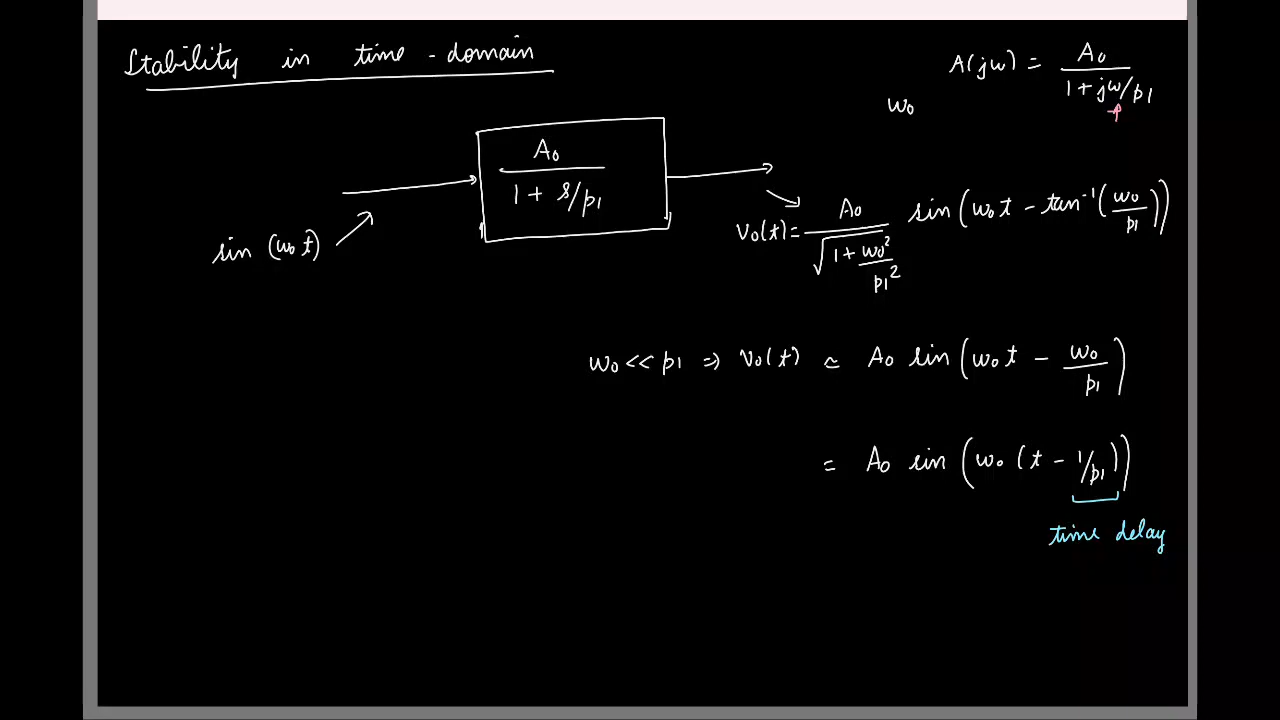 Stability in time-domain
A(jω) = A0 / (1 + jω/p1)
ω0
A0 / (1 + s/p1)
sin (ω0 t)
V0(t) = A0 / √(1 + ω0²/p1²) sin(ω0t - tan⁻¹(ω0/p1))
ω0 << p1 ⇒ V0(t) ≃ A0 sin(ω0t - ω0/p1)
= A0 sin(ω0 (t - 1/p1))
time delay